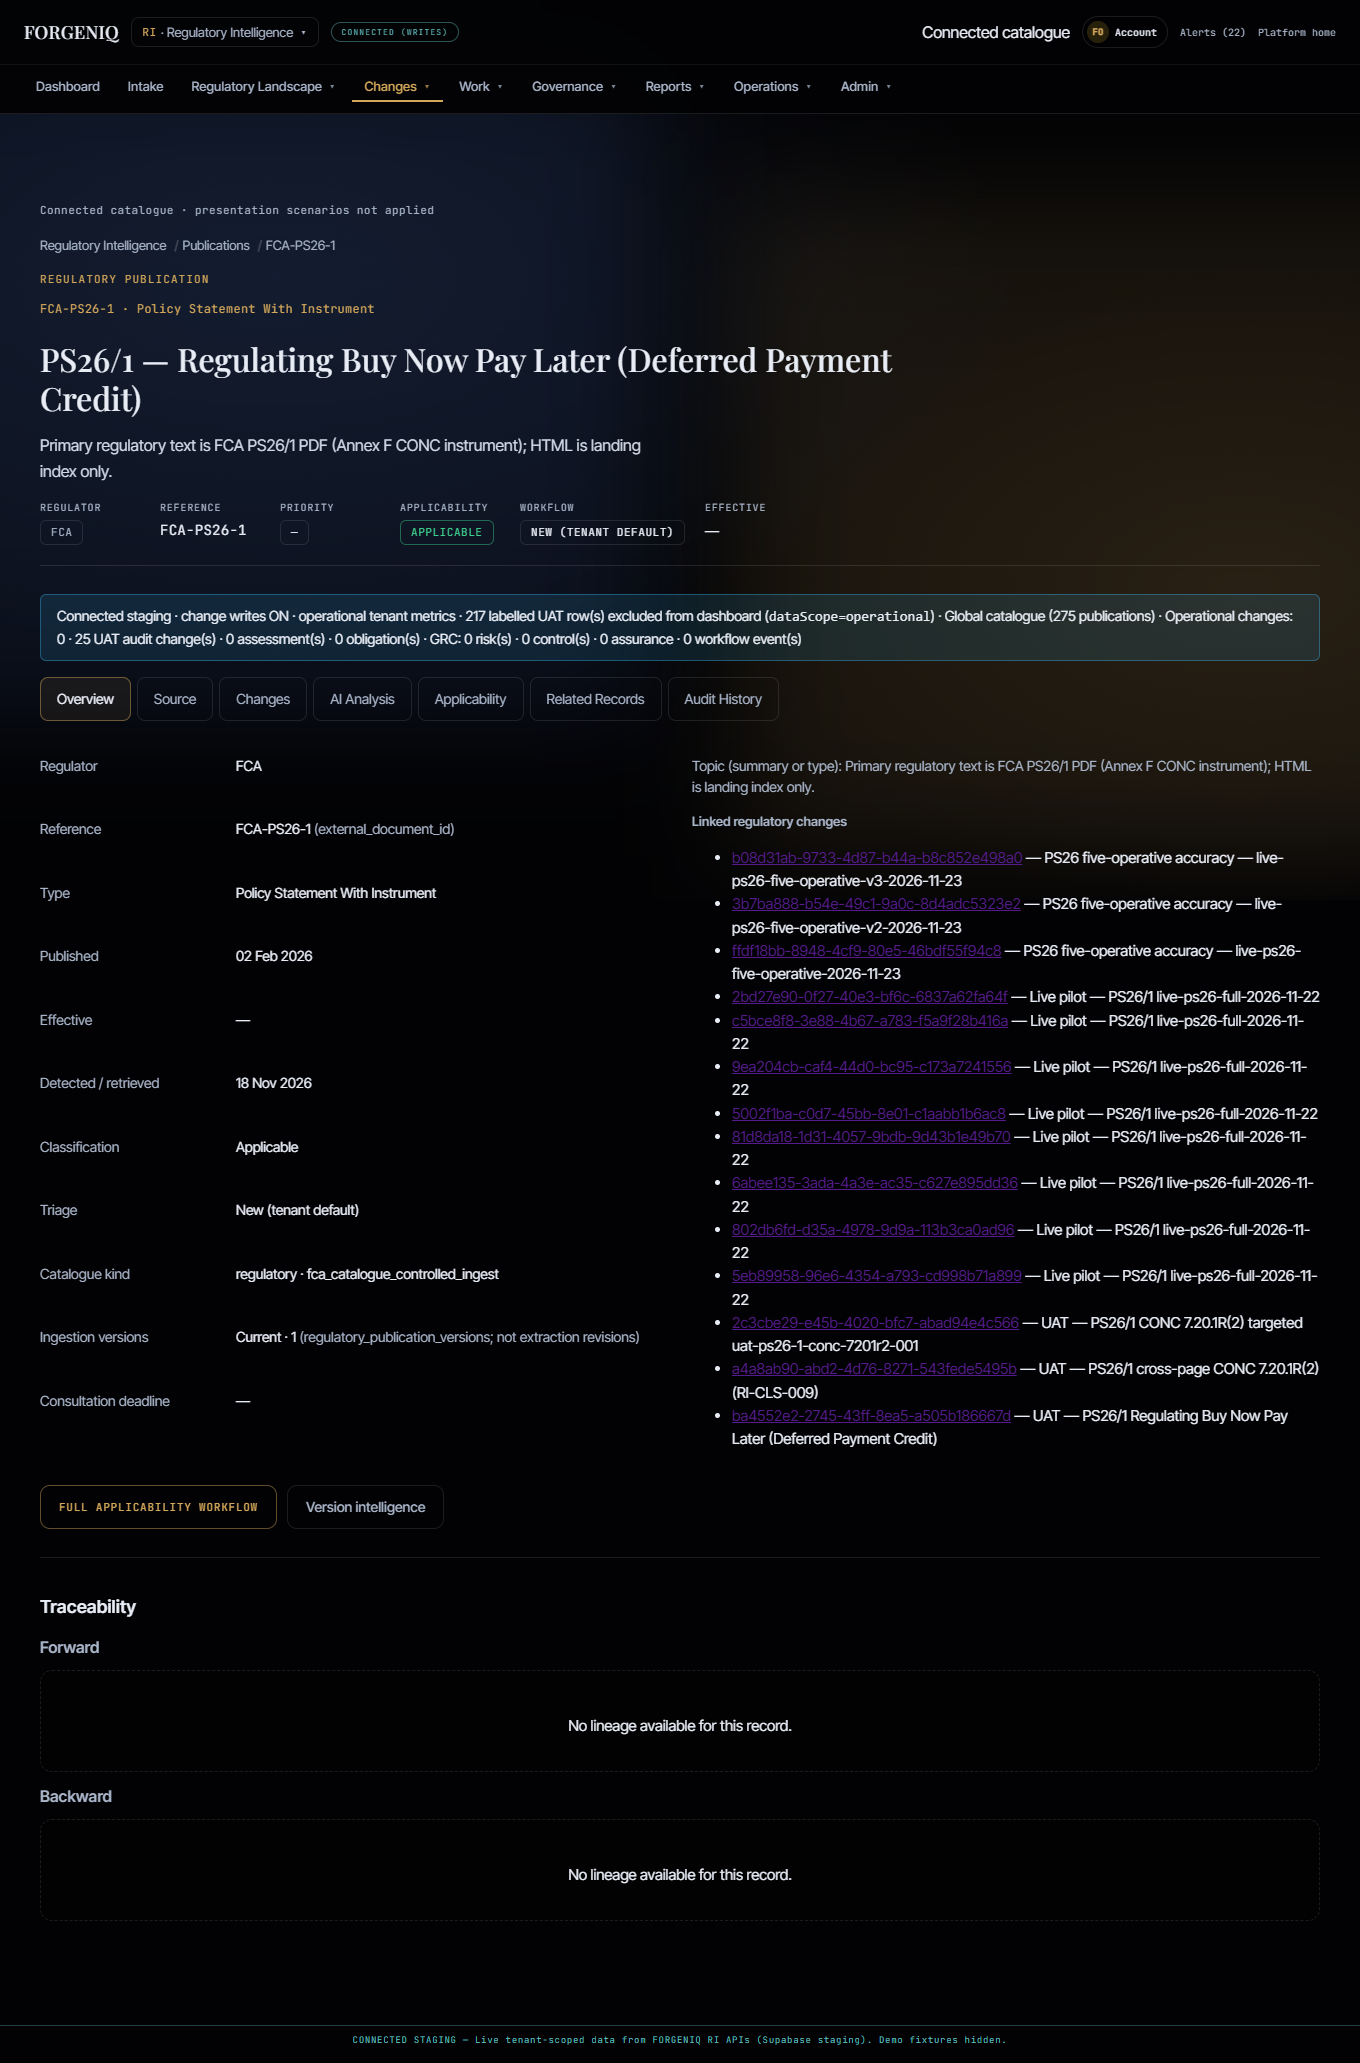 FORGENIQ
RI · Regulatory Intelligence ▾
CONNECTED (WRITES)
Connected catalogue
FO Account
Alerts (22)
Platform home
Dashboard
Intake
Regulatory Landscape ▾
Changes ▾
Work ▾
Governance ▾
Reports ▾
Operations ▾
Admin ▾
Connected catalogue · presentation scenarios not applied
Regulatory Intelligence / Publications / FCA-PS26-1
REGULATORY PUBLICATION
FCA-PS26-1 · Policy Statement With Instrument
PS26/1 — Regulating Buy Now Pay Later (Deferred Payment
Credit)
Primary regulatory text is FCA PS26/1 PDF (Annex F CONC instrument); HTML is landing
index only.
REGULATOR
FCA
REFERENCE
FCA-PS26-1
PRIORITY
—
APPLICABILITY
APPLICABLE
WORKFLOW
NEW (TENANT DEFAULT)
EFFECTIVE
—
Connected staging · change writes ON · operational tenant metrics · 217 labelled UAT row(s) excluded from dashboard (dataScope=operational) · Global catalogue (275 publications) · Operational changes:
0 · 25 UAT audit change(s) · 0 assessment(s) · 0 obligation(s) · GRC: 0 risk(s) · 0 control(s) · 0 assurance · 0 workflow event(s)
Overview
Source
Changes
AI Analysis
Applicability
Related Records
Audit History
Regulator FCA
Reference FCA-PS26-1 (external_document_id)
Type Policy Statement With Instrument
Published 02 Feb 2026
Effective —
Detected / retrieved 18 Nov 2026
Classification Applicable
Triage New (tenant default)
Catalogue kind regulatory · fca_catalogue_controlled_ingest
Ingestion versions Current · 1 (regulatory_publication_versions; not extraction revisions)
Consultation deadline —
Topic (summary or type): Primary regulatory text is FCA PS26/1 PDF (Annex F CONC instrument); HTML
is landing index only.
Linked regulatory changes
• b08d31ab-9733-4d87-b44a-b8c852e498a0 — PS26 five-operative accuracy — live-
ps26-five-operative-v3-2026-11-23
• 3b7ba888-b54e-49c1-9a0c-8d4adc5323e2 — PS26 five-operative accuracy — live-
ps26-five-operative-v2-2026-11-23
• ffdf18bb-8948-4cf9-80e5-46bdf55f94c8 — PS26 five-operative accuracy — live-ps26-
five-operative-2026-11-23
• 2bd27e90-0f27-40e3-bf6c-6837a62fa64f — Live pilot — PS26/1 live-ps26-full-2026-11-22
• c5bce8f8-3e88-4b67-a783-f5a9f28b416a — Live pilot — PS26/1 live-ps26-full-2026-11-
22
• 9ea204cb-caf4-44d0-bc95-c173a7241556 — Live pilot — PS26/1 live-ps26-full-2026-11-
22
• 5002f1ba-c0d7-45bb-8e01-c1aabb1b6ac8 — Live pilot — PS26/1 live-ps26-full-2026-11-22
• 81d8da18-1d31-4057-9bdb-9d43b1e49b70 — Live pilot — PS26/1 live-ps26-full-2026-11-
22
• 6abee135-3ada-4a3e-ac35-c627e895dd36 — Live pilot — PS26/1 live-ps26-full-2026-11-
22
• 802db6fd-d35a-4978-9d9a-113b3ca0ad96 — Live pilot — PS26/1 live-ps26-full-2026-11-
22
• 5eb89958-96e6-4354-a793-cd998b71a899 — Live pilot — PS26/1 live-ps26-full-2026-11-
22
• 2c3cbe29-e45b-4020-bfc7-abad94e4c566 — UAT — PS26/1 CONC 7.20.1R(2) targeted
uat-ps26-1-conc-7201r2-001
• a4a8ab90-abd2-4d76-8271-543fede5495b — UAT — PS26/1 cross-page CONC 7.20.1R(2)
(RI-CLS-009)
• ba4552e2-2745-43ff-8ea5-a505b186667d — UAT — PS26/1 Regulating Buy Now Pay
Later (Deferred Payment Credit)
FULL APPLICABILITY WORKFLOW
Version intelligence
Traceability
Forward
No lineage available for this record.
Backward
No lineage available for this record.
CONNECTED STAGING — Live tenant-scoped data from FORGENIQ RI APIs (Supabase staging). Demo fixtures hidden.